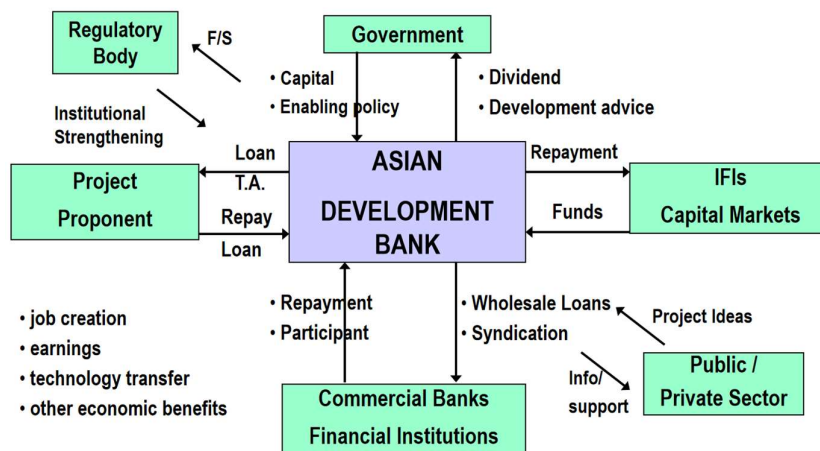 Regulatory
Body
F/S
Government
• Capital
• Enabling policy
• Dividend
• Development advice
Institutional
Strengthening
Project
Proponent
Loan
T.A.
Repay
Loan
ASIAN
DEVELOPMENT
BANK
Repayment
Funds
IFIs
Capital Markets
• job creation
• earnings
• technology transfer
• other economic benefits
• Repayment
• Participant
• Wholesale Loans
• Syndication
Project Ideas
Info/
support
Public /
Private Sector
Commercial Banks
Financial Institutions